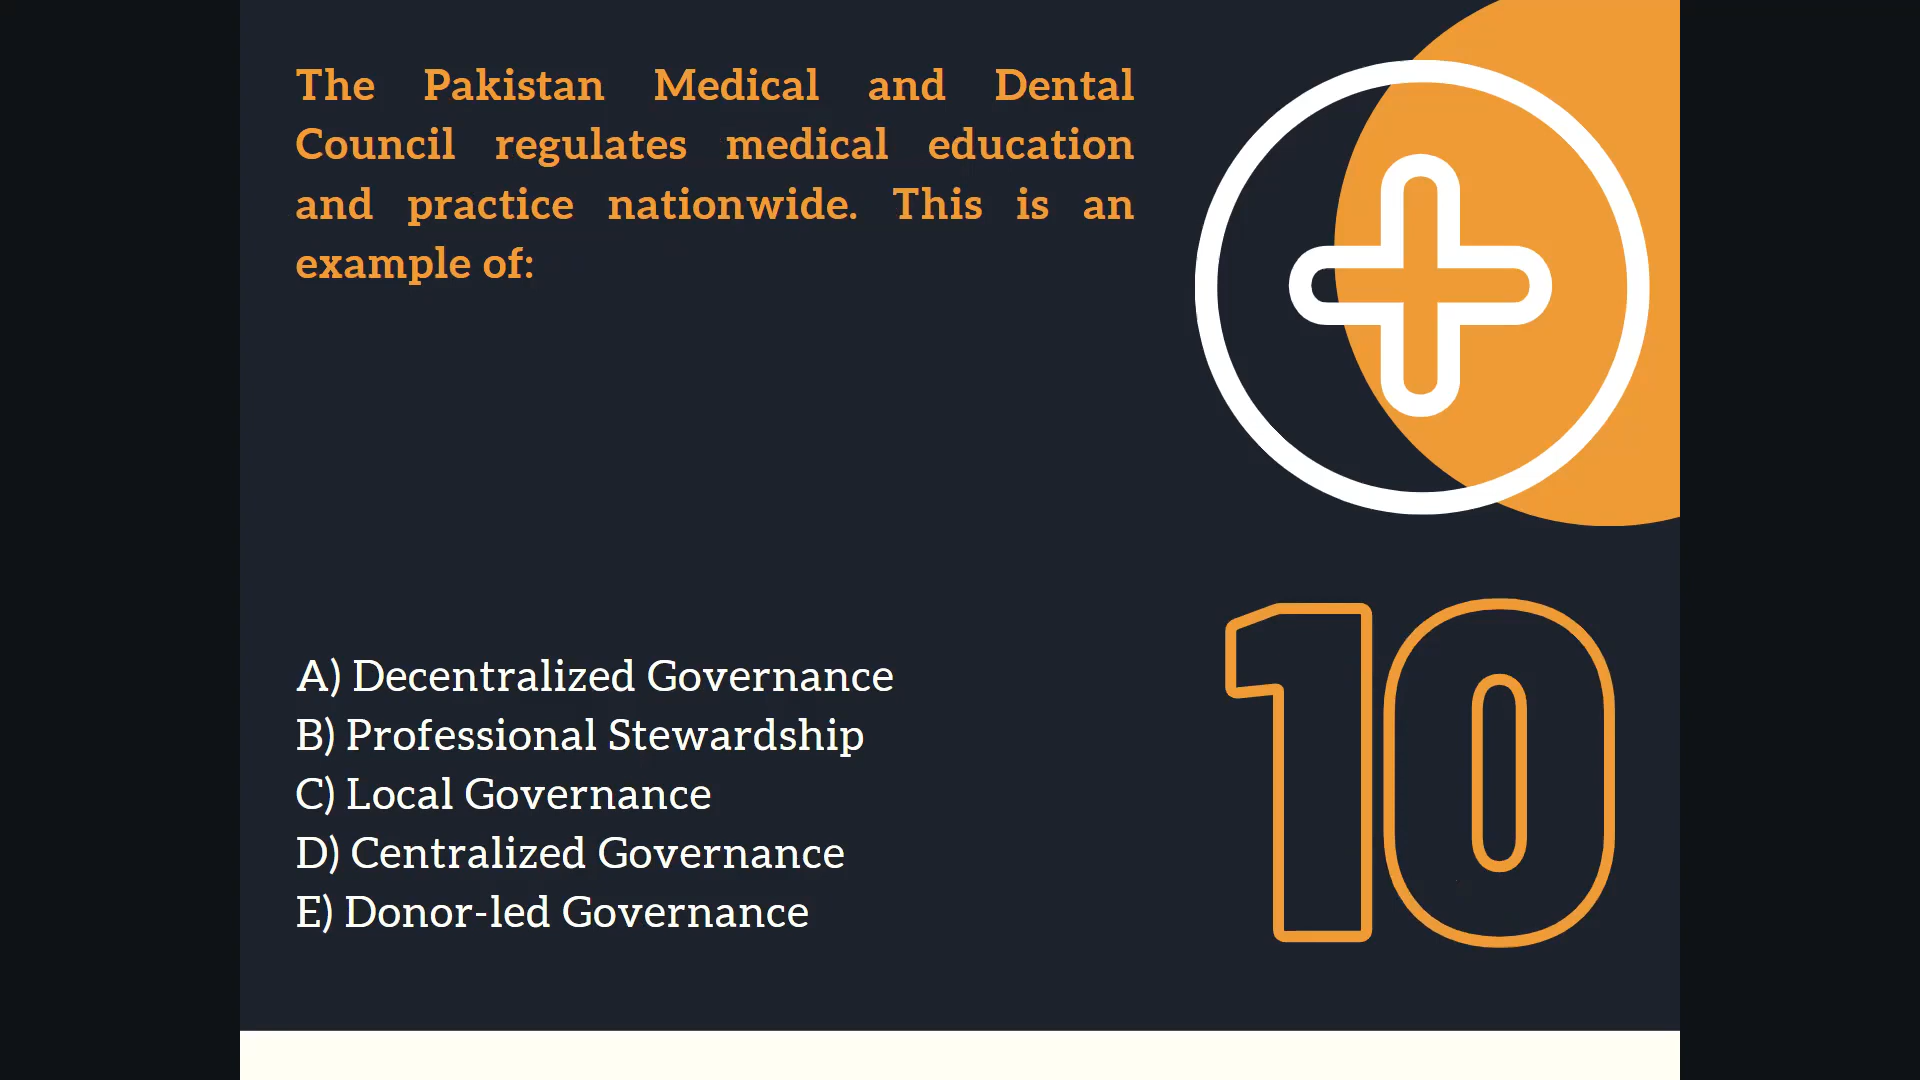 The Pakistan Medical and Dental
Council regulates medical education
and practice nationwide. This is an
example of:
A) Decentralized Governance
B) Professional Stewardship
C) Local Governance
D) Centralized Governance
E) Donor-led Governance
10